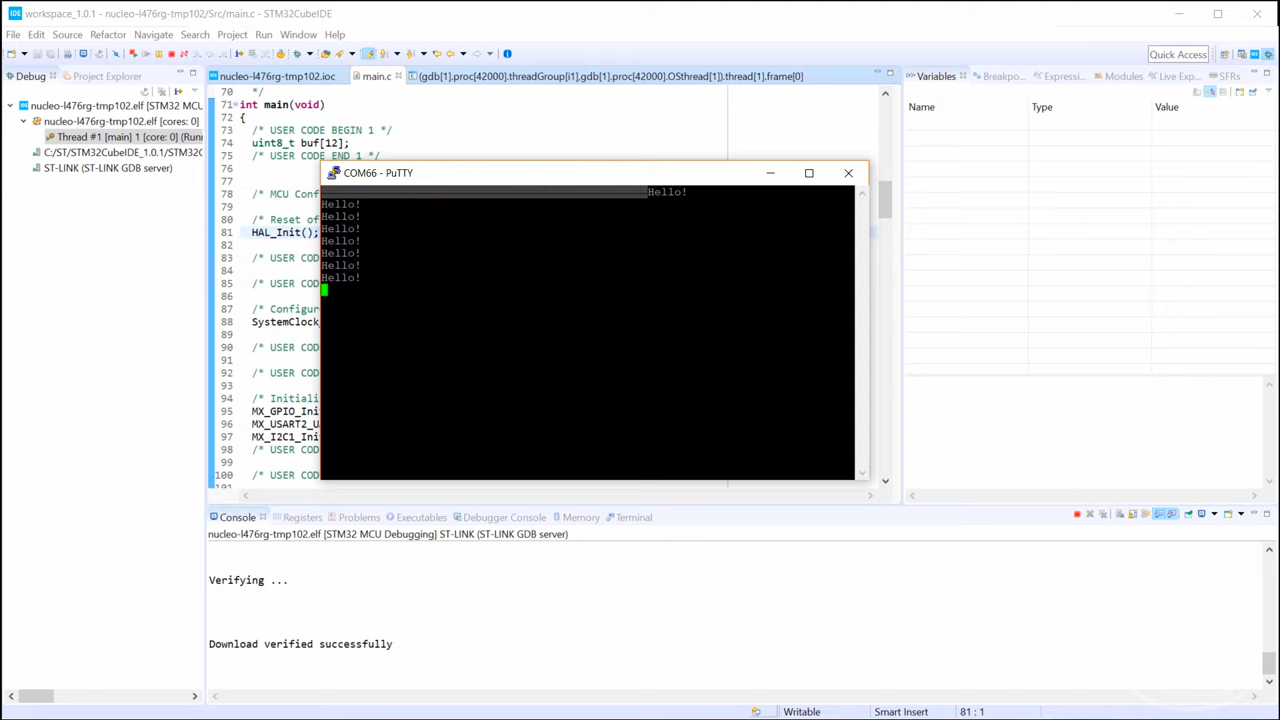 workspace_1.0.1 - nucleo-l476rg-tmp102/Src/main.c - STM32CubeIDE
File Edit Source Refactor Navigate Search Project Run Window Help
Quick Access
Debug
Project Explorer
nucleo-l476rg-tmp102.elf [STM32 MCU
nucleo-l476rg-tmp102.elf [cores: 0]
Thread #1 [main] 1 [core: 0] (Run
C:/ST/STM32CubeIDE_1.0.1/STM32C
ST-LINK (ST-LINK GDB server)
nucleo-l476rg-tmp102.ioc
main.c
(gdb[1].proc[42000].threadGroup[i1],gdb[1].proc[42000].OSthread[1]).thread[1].frame[0]
70 */
71 int main(void)
72 {
73 /* USER CODE BEGIN 1 */
74 uint8_t buf[12];
75 /* USER CODE END 1 */
76
77
78 /* MCU Conf
79
80 /* Reset of
81 HAL_Init();
82
83 /* USER COD
84
85 /* USER COD
86
87 /* Configur
88 SystemClock
89
90 /* USER COD
91
92 /* USER COD
93
94 /* Initiali
95 MX_GPIO_Ini
96 MX_USART2_U
97 MX_I2C1_Ini
98 /* USER COD
99
100 /* USER COD
COM66 - PuTTY
Hello!
Hello!
Hello!
Hello!
Hello!
Hello!
Hello!
Hello!
Variables
Breakpo...
Expressi...
Modules
Live Exp...
SFRs
Name Type Value
Console
Registers
Problems
Executables
Debugger Console
Memory
Terminal
nucleo-l476rg-tmp102.elf [STM32 MCU Debugging] ST-LINK (ST-LINK GDB server)
Verifying ...
Download verified successfully
Writable Smart Insert 81 : 1